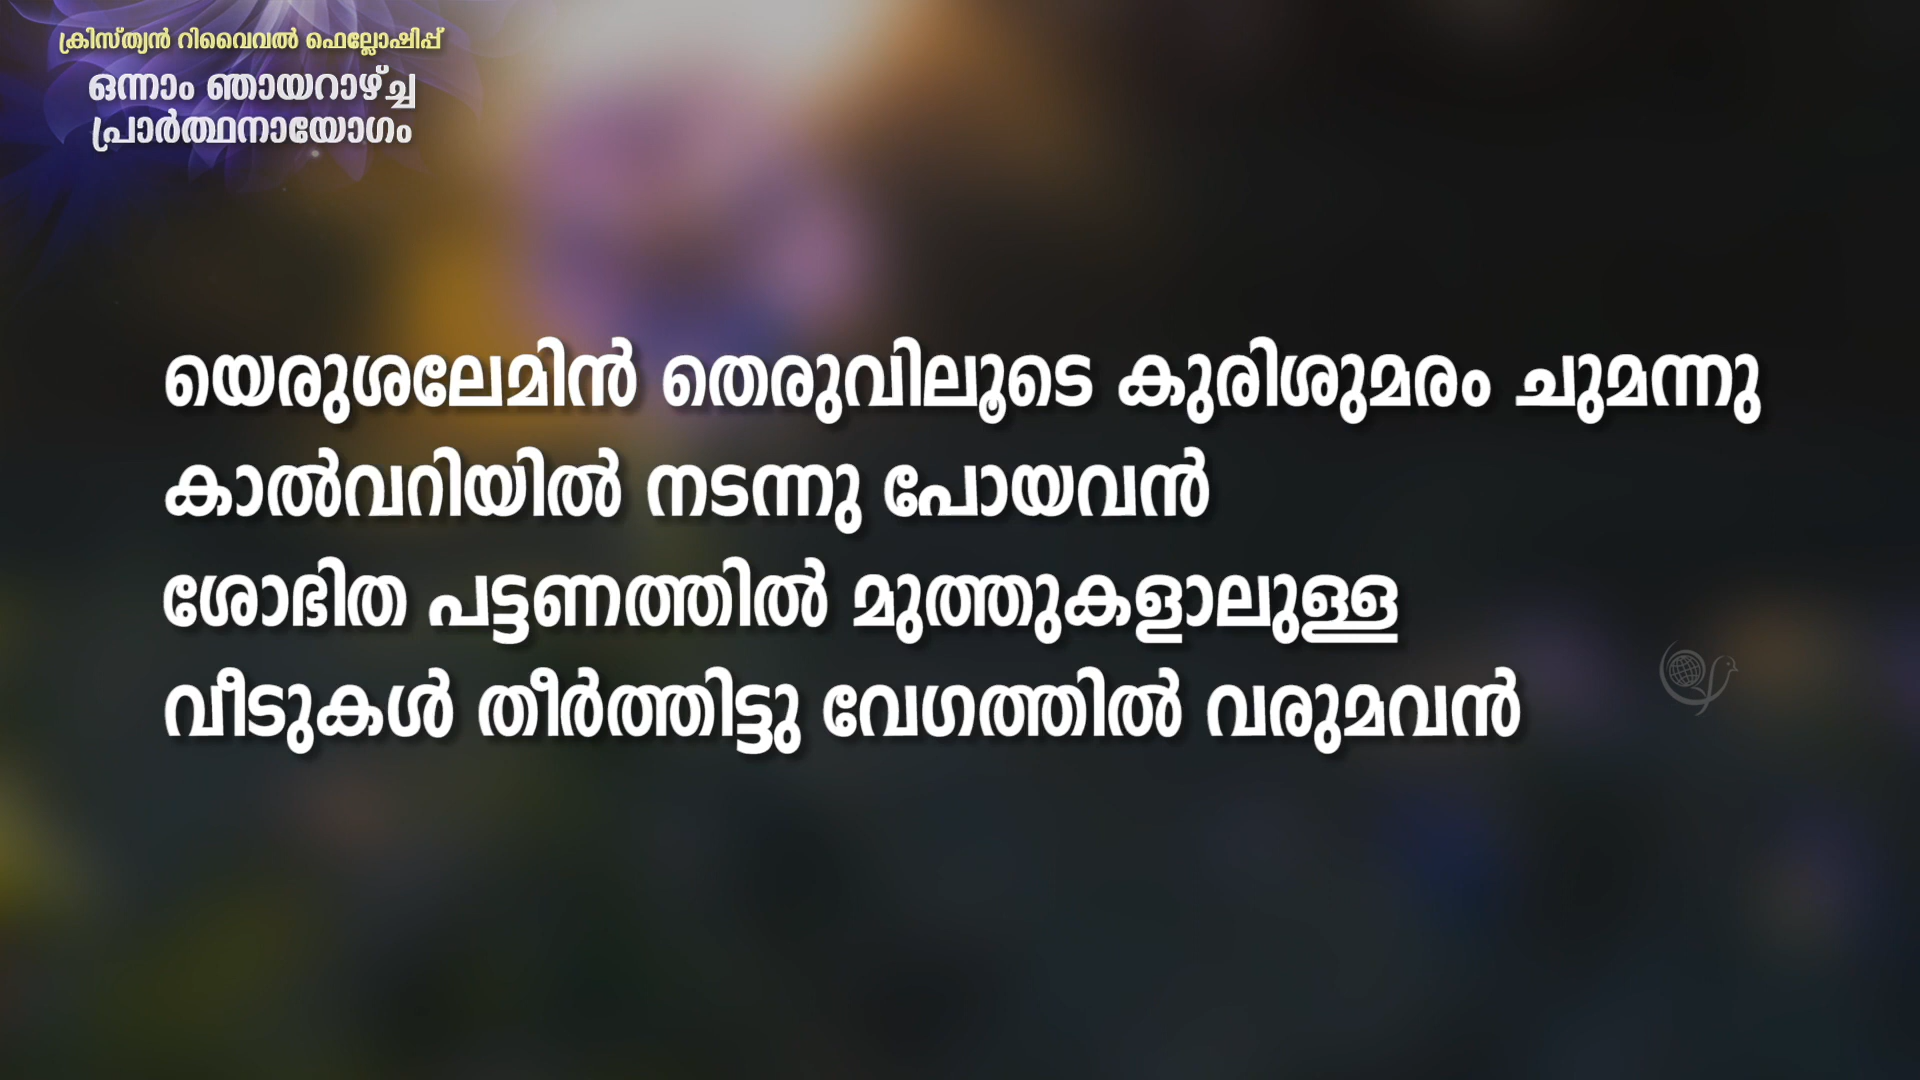 ക്രിസ്ത്യൻ റിവൈവൽ ഫെല്ലോഷിപ്പ്
ഒന്നാം ഞായറാഴ്ച്ച
പ്രാർത്ഥനായോഗം
യെരുശലേമിൻ തെരുവിലൂടെ കുരിശുമരം ചുമന്നു
കാൽവറിയിൽ നടന്നു പോയവൻ
ശോഭിത പട്ടണത്തിൽ മുത്തുകളാലുള്ള
വീടുകൾ തീർത്തിട്ടു വേഗത്തിൽ വരുമവൻ